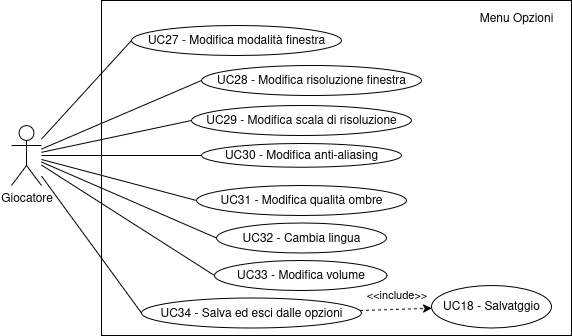 Menu Opzioni
UC27 - Modifica modalità finestra
UC28 - Modifica risoluzione finestra
UC29 - Modifica scala di risoluzione
UC30 - Modifica anti-aliasing
Giocatore
UC31 - Modifica qualità ombre
UC32 - Cambia lingua
UC33 - Modifica volume
<<include>>
UC34 - Salva ed esci dalle opzioni
UC18 - Salvatggio